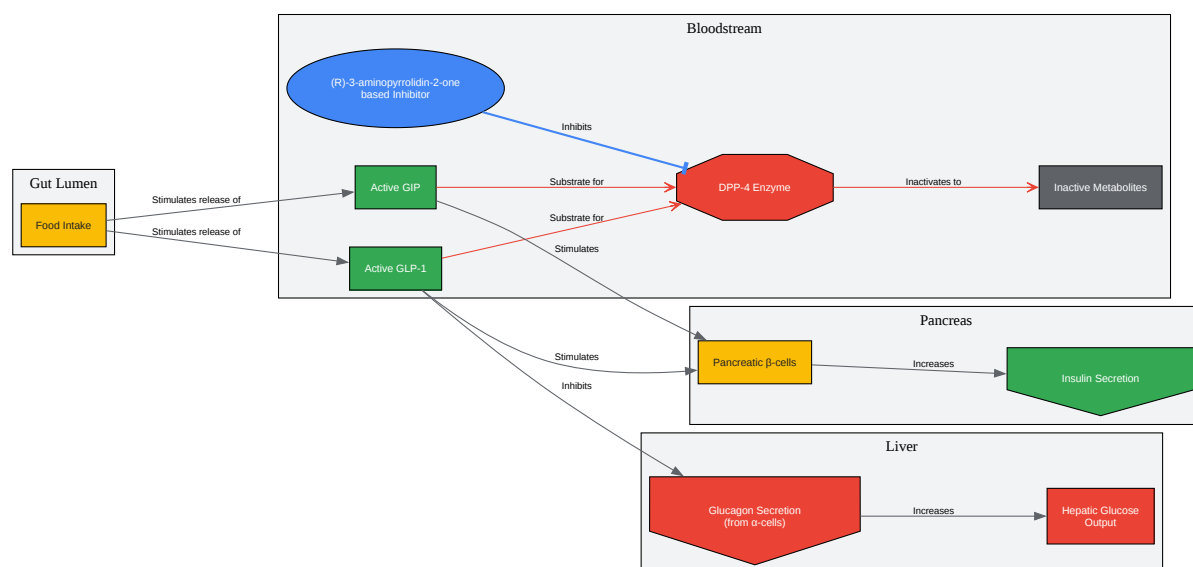 Bloodstream
(R)-3-aminopyrrolidin-2-one
based Inhibitor
Inhibits
Gut Lumen
Food Intake
Stimulates release of
Stimulates release of
Active GIP
Substrate for
DPP-4 Enzyme
Inactivates to
Inactive Metabolites
Substrate for
Active GLP-1
Stimulates
Pancreas
Stimulates
Pancreatic β-cells
Increases
Insulin Secretion
Inhibits
Liver
Glucagon Secretion
(from α-cells)
Increases
Hepatic Glucose
Output